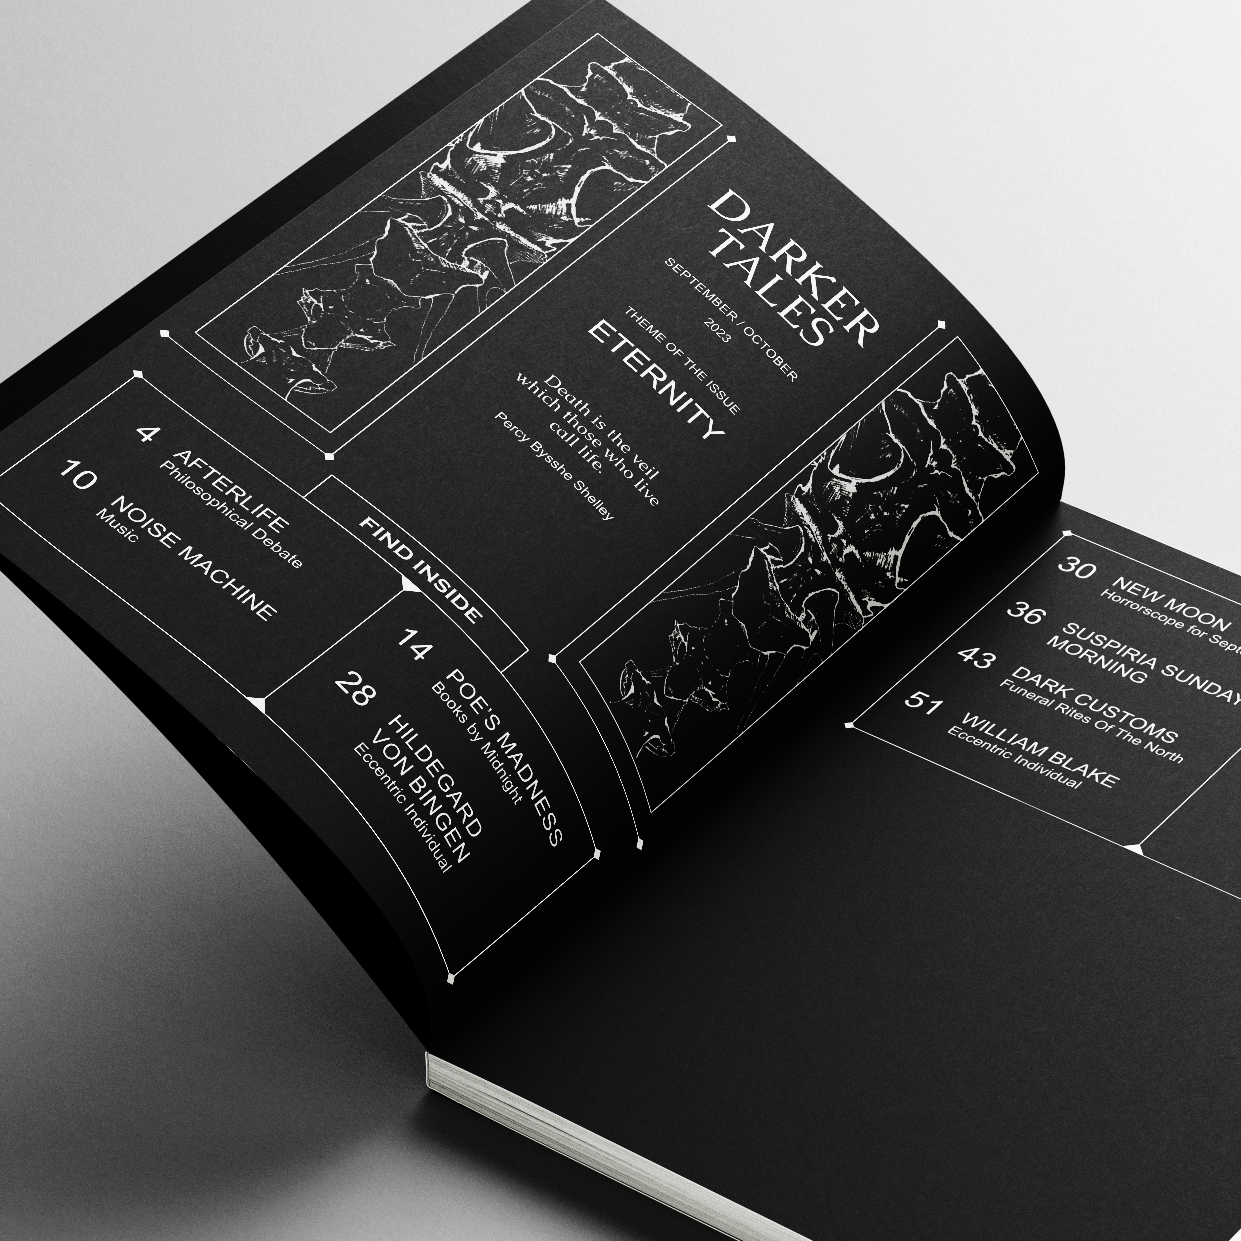 DARKER
TALES
SEPTEMBER / OCTOBER
2023
THEME OF THE ISSUE
ETERNITY
Death is the veil
which those who live
call life.
Percy Bysshe Shelley
FIND INSIDE
4 AFTERLIFE
Philosophical Debate
10 NOISE MACHINE
Music
14 POE'S MADNESS
Books by Midnight
28 HILDEGARD
VON BINGEN
Eccentric Individual
30 NEW MOON
Horrorscope for Sept
36 SUSPIRIA SUNDAY
MORNING
43 DARK CUSTOMS
Funeral Rites Of The North
51 WILLIAM BLAKE
Eccentric Individual